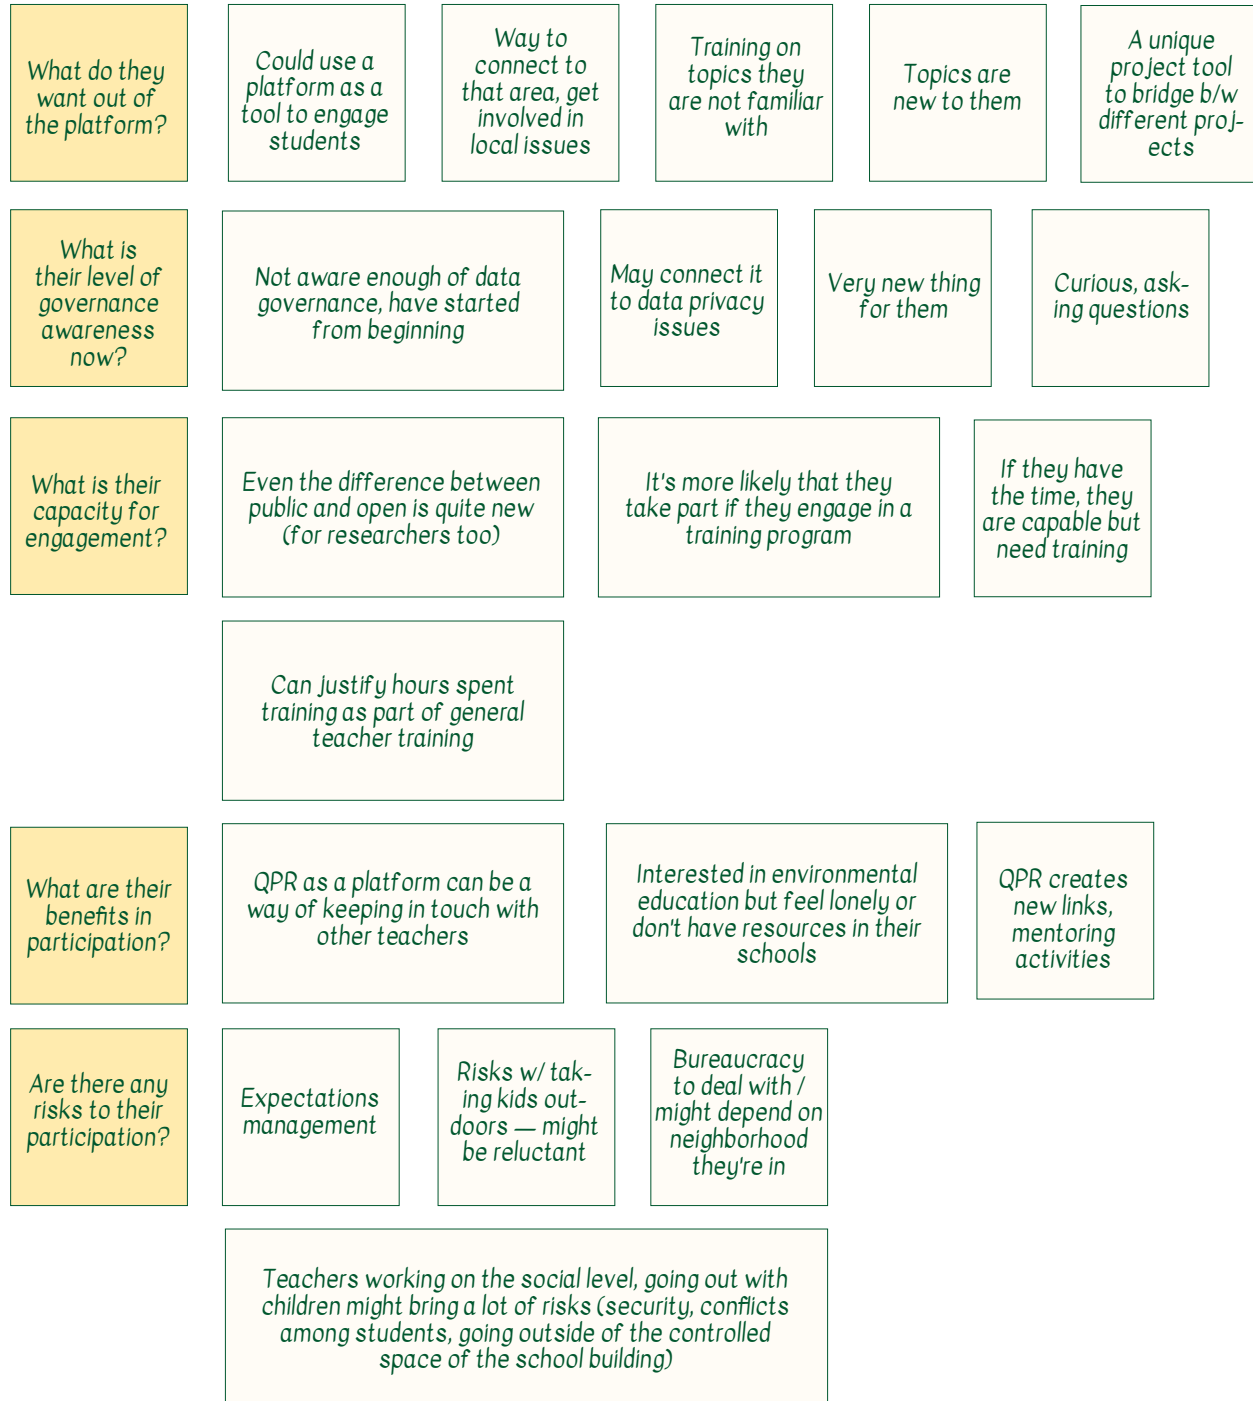 What do they
want out of
the platform?
Could use a
platform as a
tool to engage
students
Way to
connect to
that area, get
involved in
local issues
Training on
topics they
are not familiar
with
Topics are
new to them
A unique
project tool
to bridge b/w
different proj-
ects
What is
their level of
governance
awareness
now?
Not aware enough of data
governance, have started
from beginning
May connect it
to data privacy
issues
Very new thing
for them
Curious, ask-
ing questions
What is their
capacity for
engagement?
Even the difference between
public and open is quite new
(for researchers too)
It's more likely that they
take part if they engage in a
training program
If they have
the time, they
are capable but
need training
Can justify hours spent
training as part of general
teacher training
What are their
benefits in
participation?
QPR as a platform can be a
way of keeping in touch with
other teachers
Interested in environmental
education but feel lonely or
don't have resources in their
schools
QPR creates
new links,
mentoring
activities
Are there any
risks to their
participation?
Expectations
management
Risks w/ tak-
ing kids out-
doors — might
be reluctant
Bureaucracy
to deal with /
might depend on
neighborhood
they're in
Teachers working on the social level, going out with
children might bring a lot of risks (security, conflicts
among students, going outside of the controlled
space of the school building)